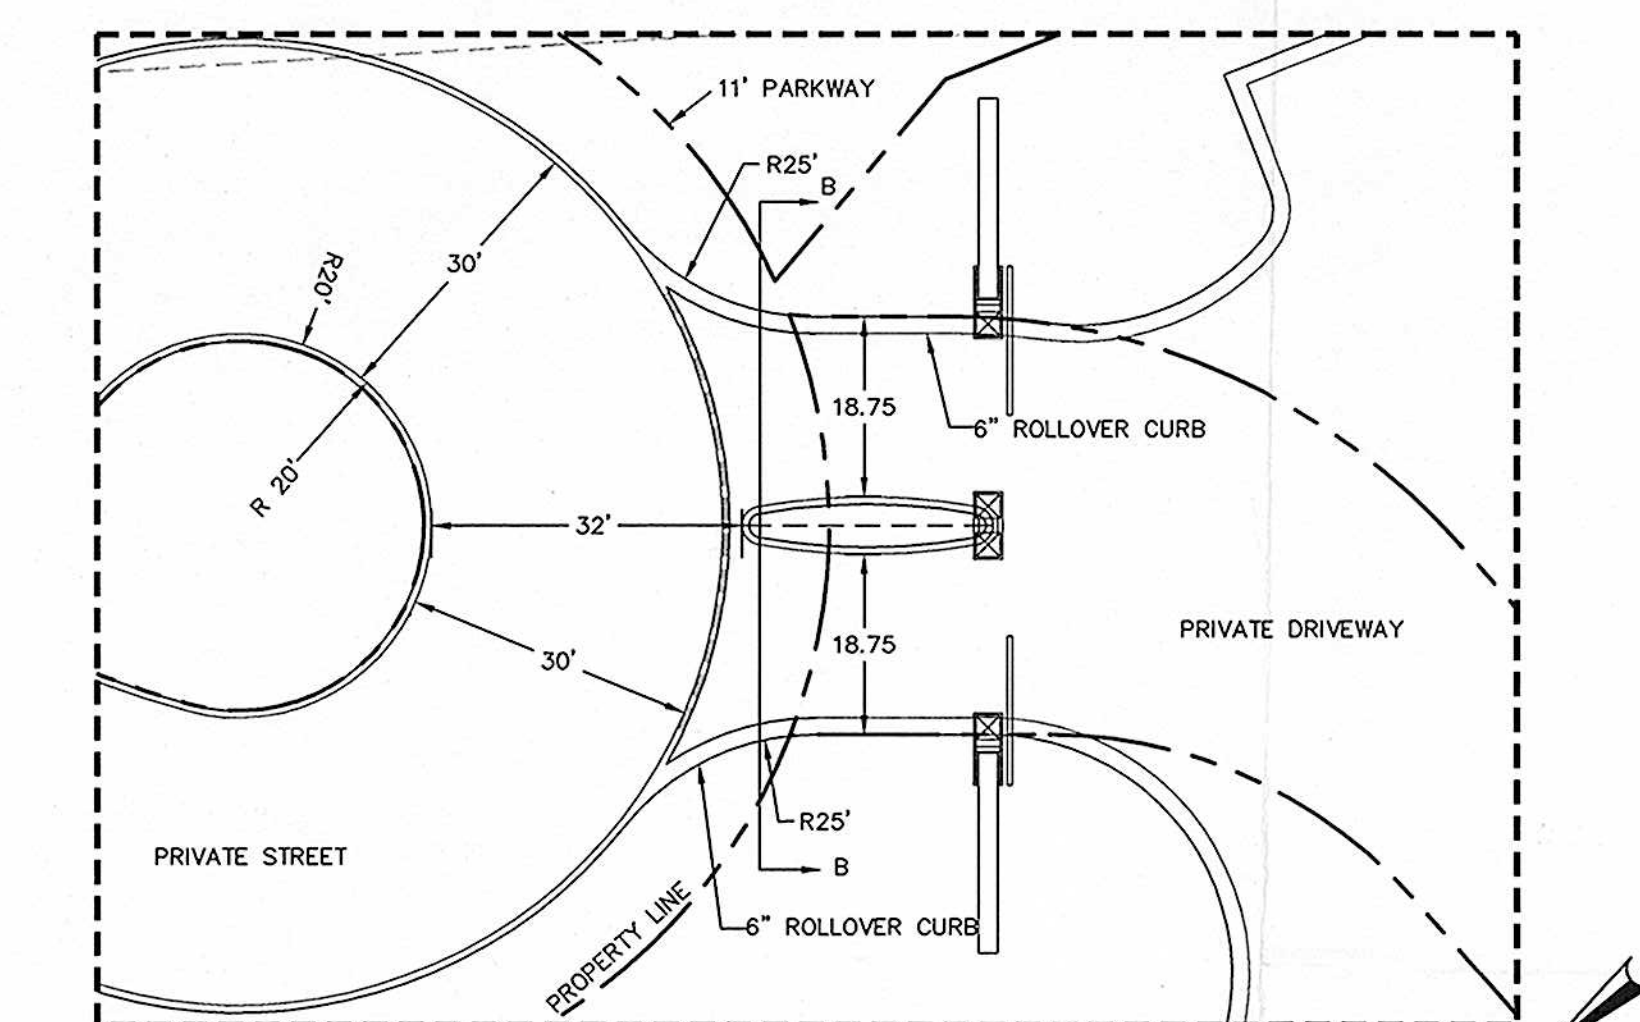 11' PARKWAY
R25'
B
R20'
30'
18.75
6" ROLLOVER CURB
R 20'
32'
PRIVATE DRIVEWAY
18.75
30'
R25'
PRIVATE STREET
B
PROPERTY LINE
6" ROLLOVER CURB